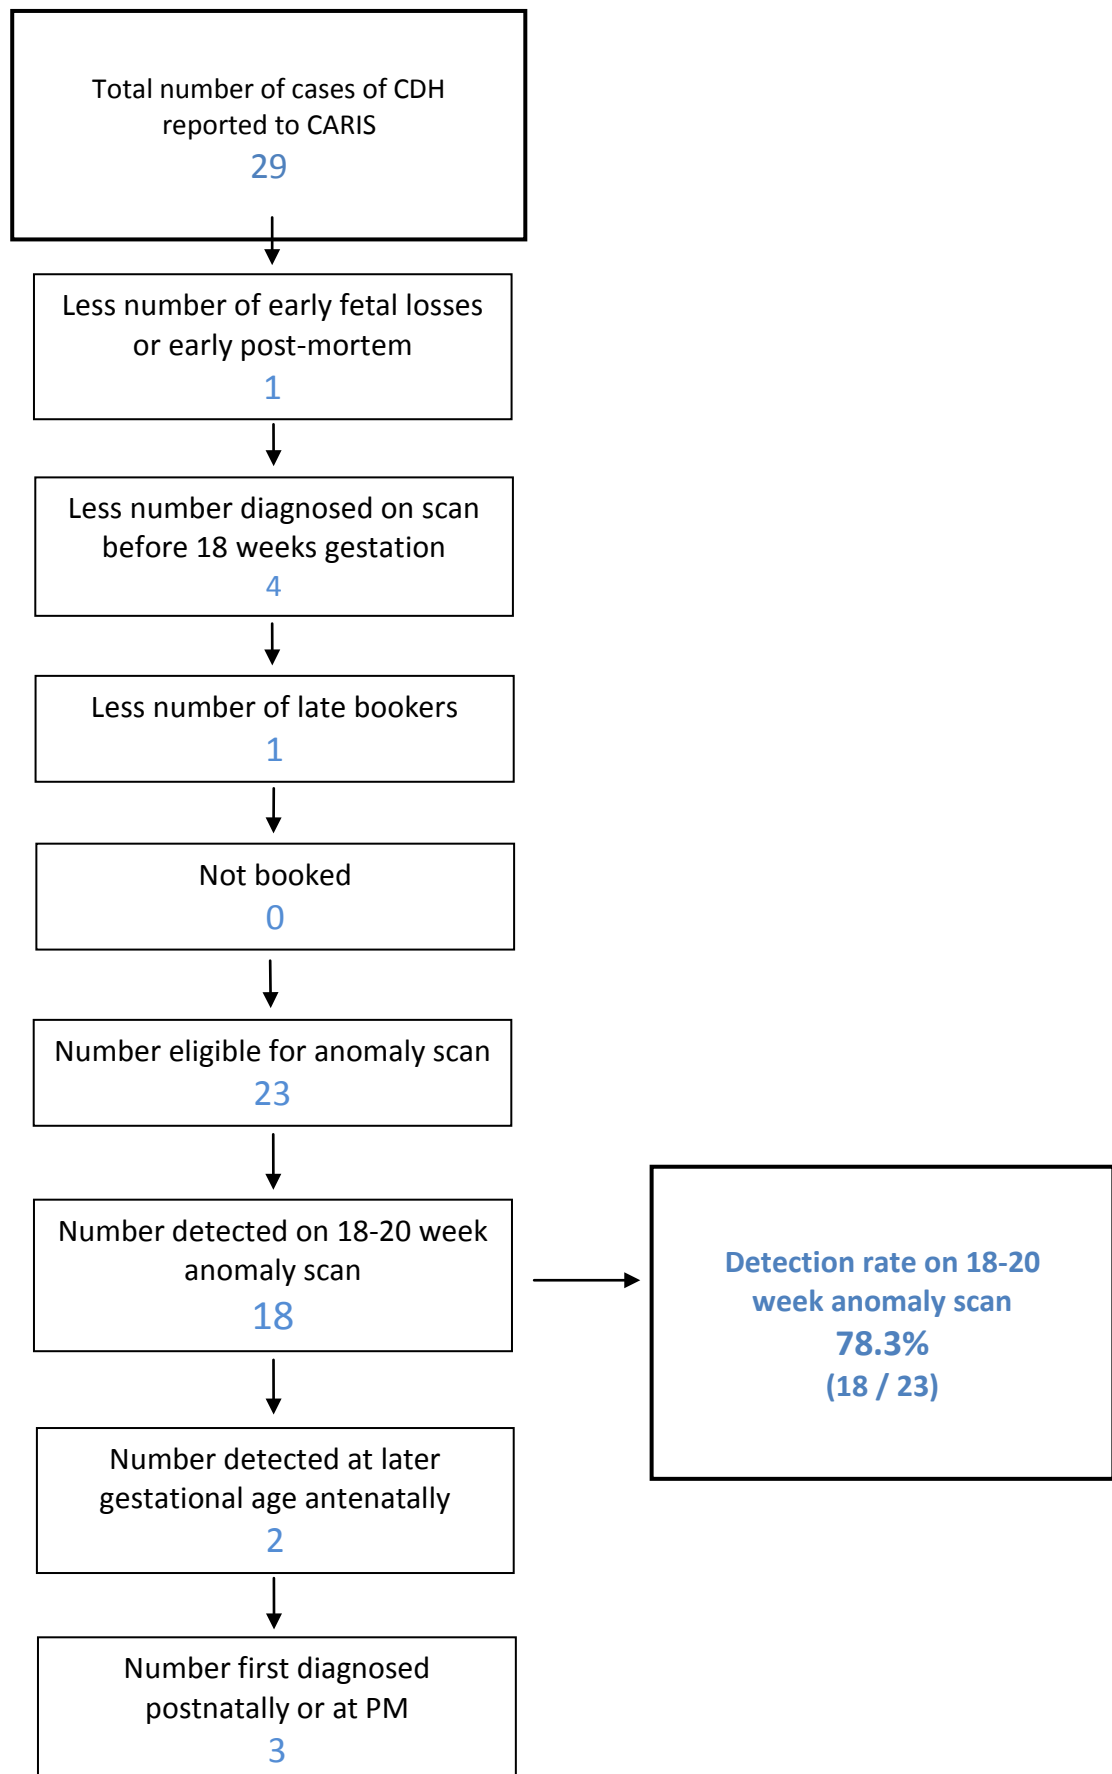 Total number of cases of CDH
reported to CARIS
29
Less number of early fetal losses
or early post-mortem
1
Less number diagnosed on scan
before 18 weeks gestation
4
Less number of late bookers
1
Not booked
0
Number eligible for anomaly scan
23
Number detected on 18-20 week
anomaly scan
18
Detection rate on 18-20
week anomaly scan
78.3%
(18 / 23)
Number detected at later
gestational age antenatally
2
Number first diagnosed
postnatally or at PM
3